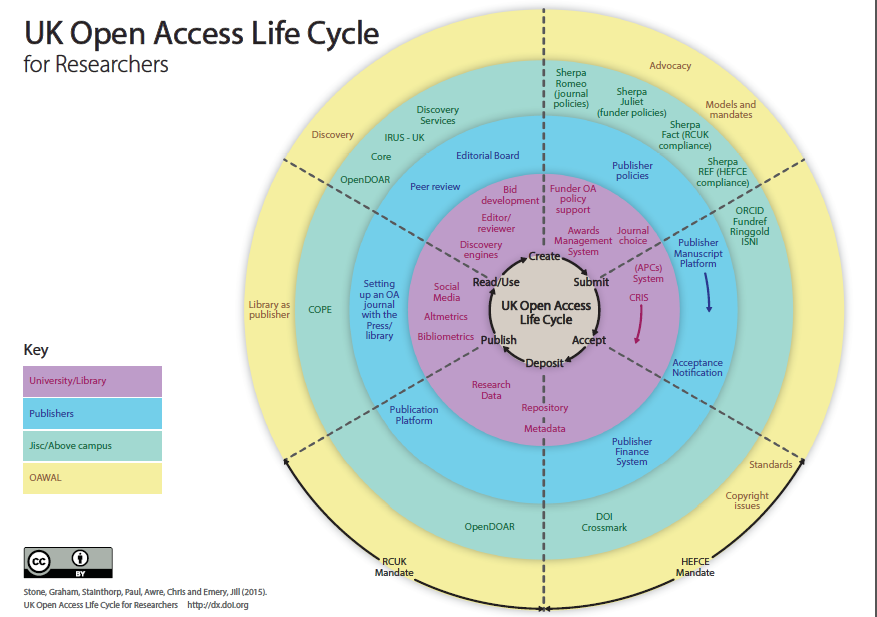 UK Open Access Life Cycle
for Researchers
Advocacy
Models and
mandates
Discovery
Library as
publisher
Standards
Copyright
issues
Sherpa
Romeo
(journal
policies)
Sherpa
Juliet
(funder policies)
Sherpa
Fact (RCUK
compliance)
Sherpa
REF (HEFCE
compliance)
ORCID
Fundref
Ringgold
ISNI
Discovery
Services
IRUS - UK
Core
OpenDOAR
COPE
OpenDOAR
DOI
Crossmark
Editorial Board
Peer review
Publisher
policies
Publisher
Manuscript
Platform
Acceptance
Notification
Publisher
Finance
System
Publication
Platform
Setting
up an OA
journal
with the
Press/
library
Bid
development
Editor/
reviewer
Discovery
engines
Funder OA
policy
support
Awards
Management
System
Journal
choice
(APCs)
System
CRIS
Social
Media
Altmetrics
Bibliometrics
Research
Data
Repository
Metadata
Create
Submit
Accept
Deposit
Publish
Read/Use
UK Open Access
Life Cycle
RCUK
Mandate
HEFCE
Mandate
Key
University/Library
Publishers
Jisc/Above campus
OAWAL
cc
BY
Stone, Graham, Stainthorp, Paul, Awre, Chris and Emery, Jill (2015).
UK Open Access Life Cycle for Researchers http://dx.doi.org